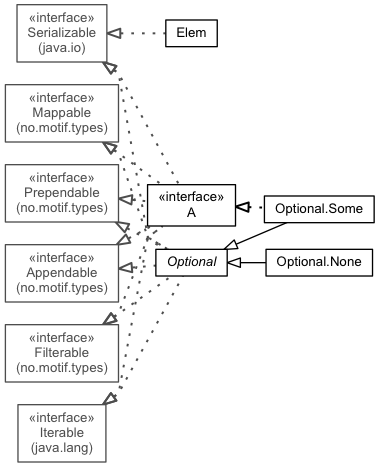 «interface»
Serializable
(java.io)
Elem
«interface»
Mappable
(no.motif.types)
«interface»
Prependable
(no.motif.types)
«interface»
A
Optional.Some
«interface»
Appendable
(no.motif.types)
Optional
Optional.None
«interface»
Filterable
(no.motif.types)
«interface»
Iterable
(java.lang)